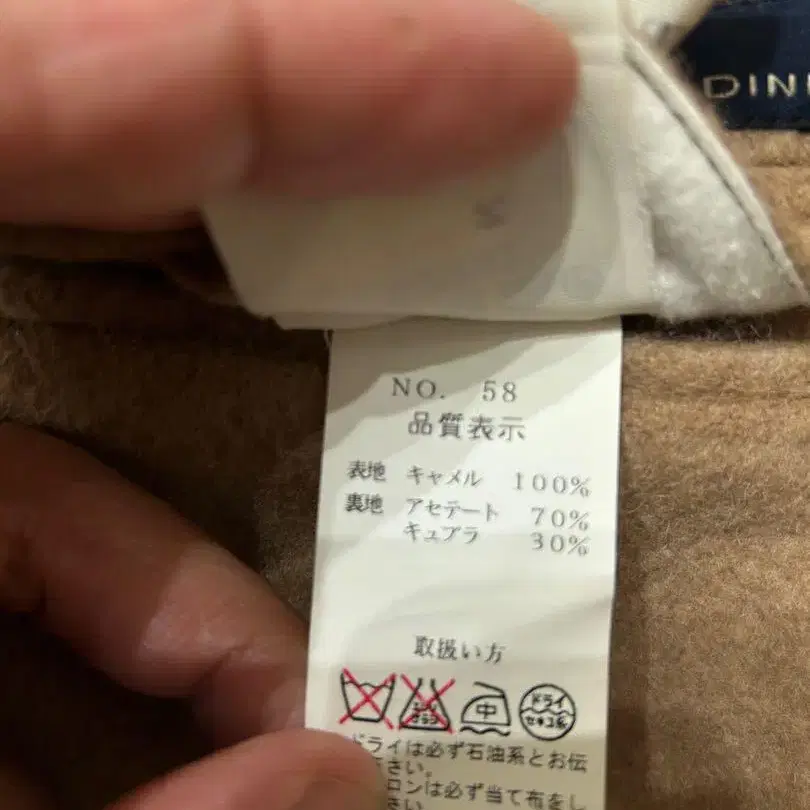 DINI
S
NO. 58
品質表示
表地 キャメル 100%
裏地 アセテート 70%
キュプラ 30%
取扱い方
中
ドライ
セキユ系
ドライは必ず石油系とお伝
さい。
ロンは必ず当て布をし
さい。